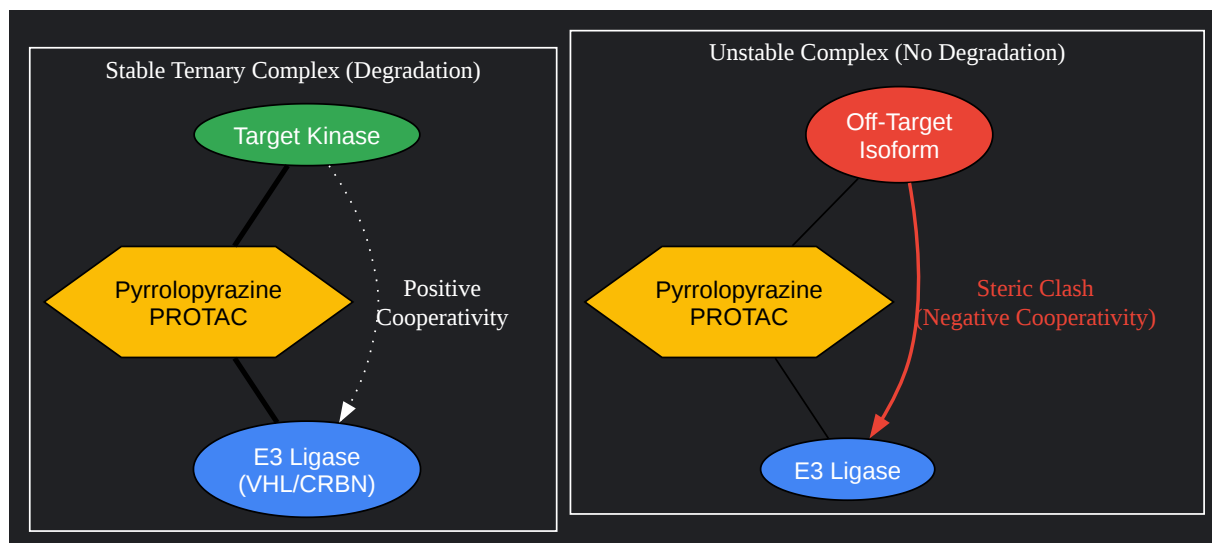 Stable Ternary Complex (Degradation)
Target Kinase
Pyrrolopyrazine
PROTAC
Positive
Cooperativity
E3 Ligase
(VHL/CRBN)
Unstable Complex (No Degradation)
Off-Target
Isoform
Pyrrolopyrazine
PROTAC
Steric Clash
(Negative Cooperativity)
E3 Ligase